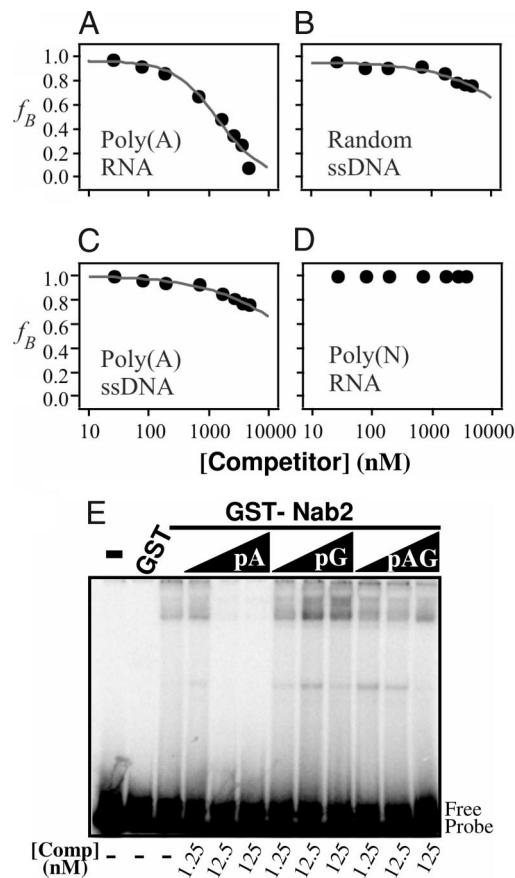 A
B
1.0
0.8
0.6
0.4
0.2
0.0
fB
Poly(A)
RNA
Random
ssDNA
C
D
1.0
0.8
0.6
0.4
0.2
0.0
fB
Poly(A)
ssDNA
Poly(N)
RNA
10 100 1000 10000 10 100 1000 10000
[Competitor] (nM)
E
GST- Nab2
- GST pA pG pAG
Free
Probe
[Comp]
(nM)
- - - 1.25 12.5 125 1.25 12.5 125 1.25 12.5 125